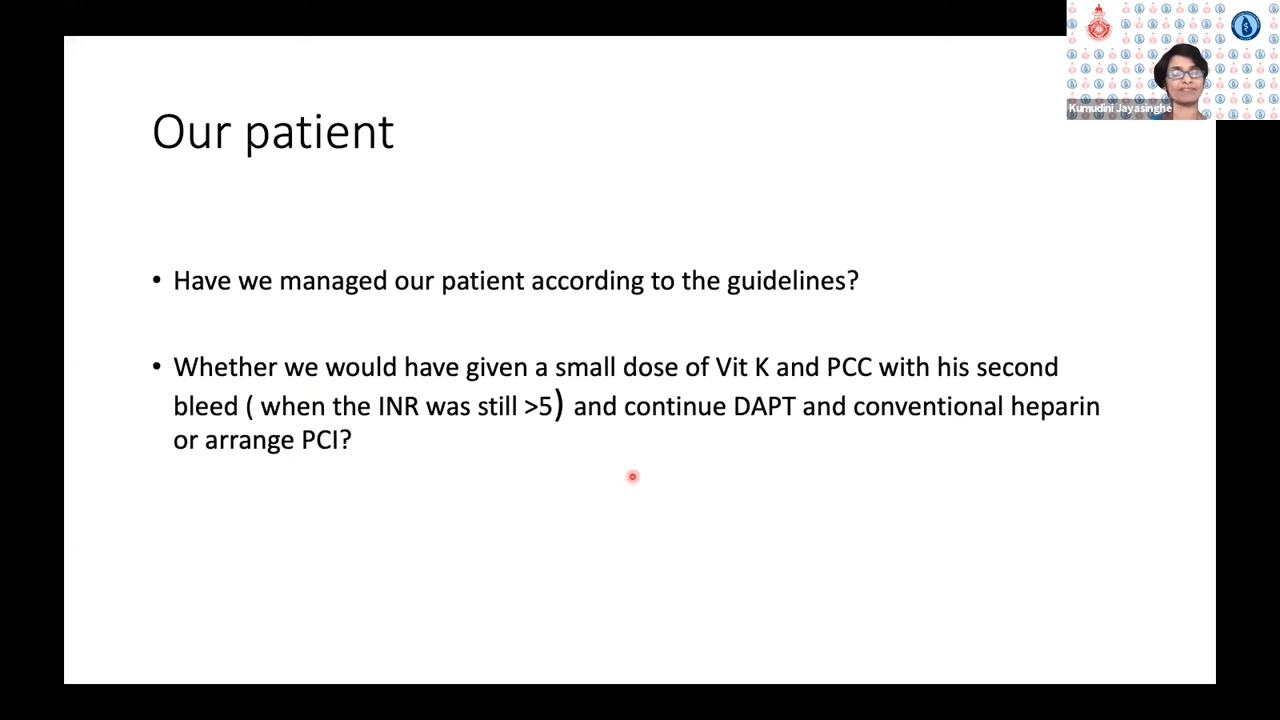 Kumudini Jayasinghe
Our patient
• Have we managed our patient according to the guidelines?
• Whether we would have given a small dose of Vit K and PCC with his second
bleed ( when the INR was still >5) and continue DAPT and conventional heparin
or arrange PCI?